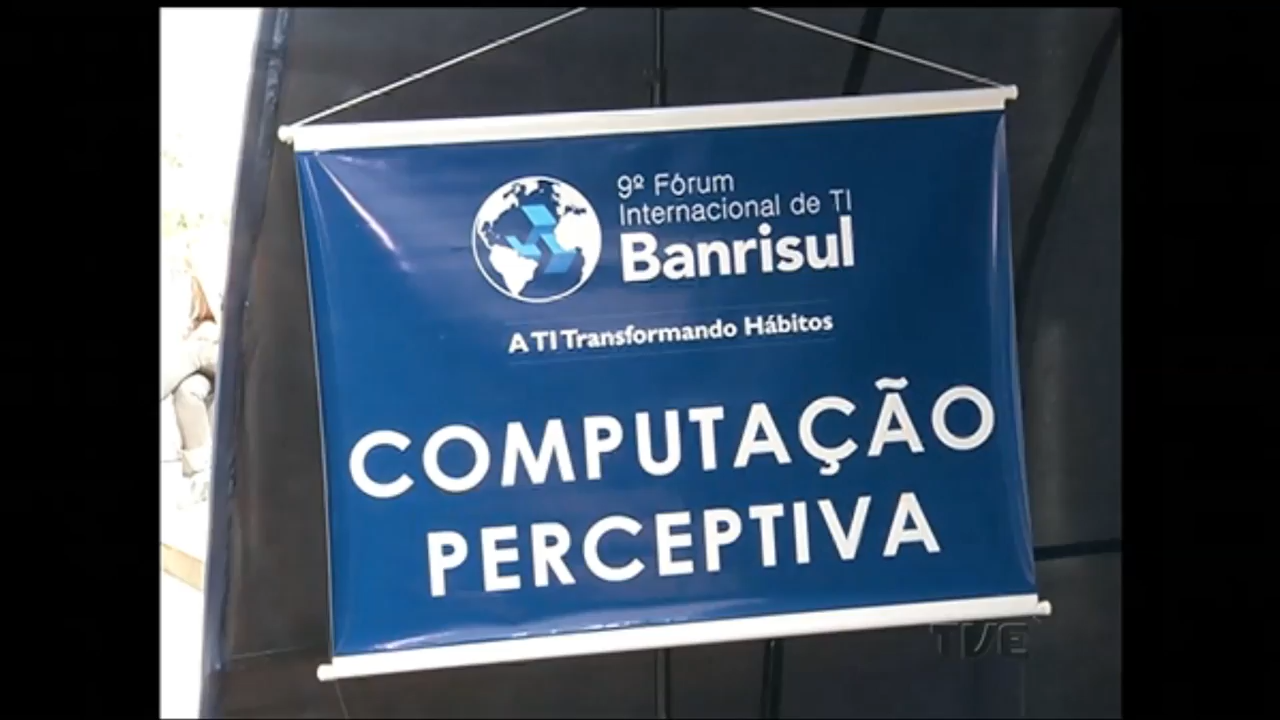 9º Fórum
Internacional de TI
Banrisul
A TI Transformando Hábitos
COMPUTAÇÃO
PERCEPTIVA
TVE